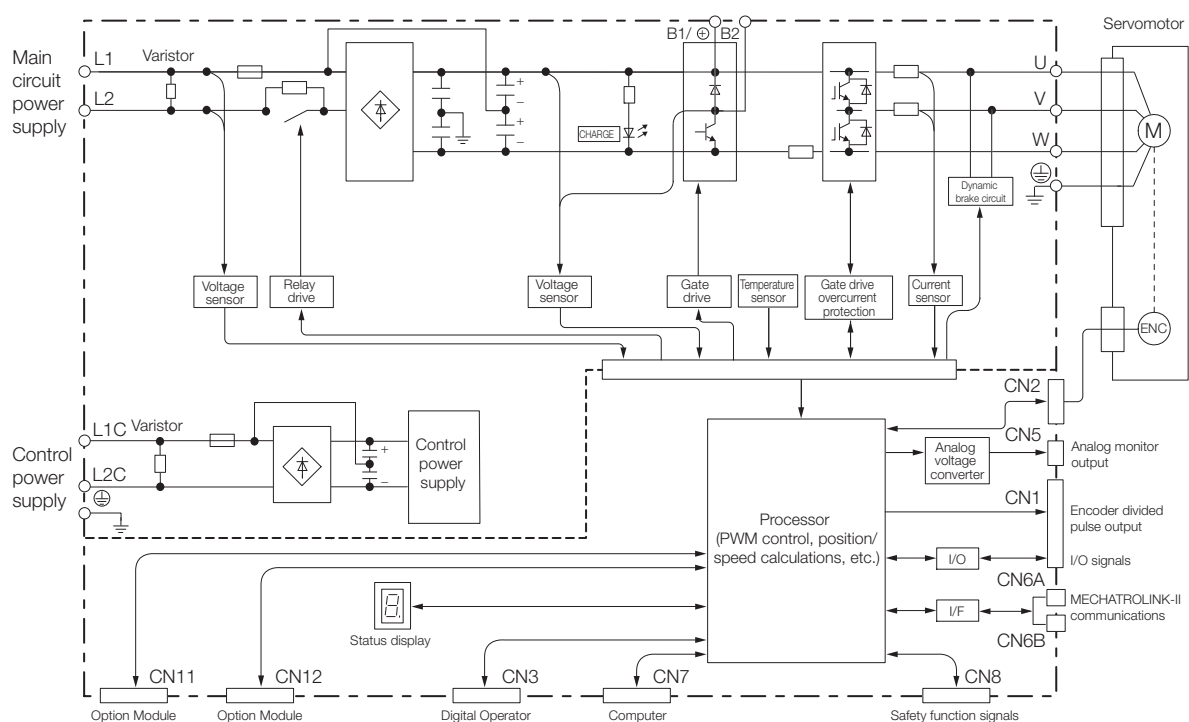 Servomotor
B1/⊕ B2
Main
circuit
power
supply
L1
Varistor
L2
+
−
+
−
CHARGE
U
V
W
M
Dynamic
brake circuit
Voltage
sensor
Relay
drive
Voltage
sensor
Gate
drive
Temperature
sensor
Gate drive
overcurrent
protection
Current
sensor
ENC
CN2
Control
power
supply
L1C
Varistor
L2C
+
−
Control
power
supply
CN5
Analog
voltage
converter
Analog monitor
output
CN1
Processor
(PWM control, position/
speed calculations, etc.)
Encoder divided
pulse output
I/O
I/O signals
CN6A
I/F
MECHATROLINK-II
communications
CN6B
8.
Status display
CN11
CN12
CN3
CN7
CN8
Option Module
Option Module
Digital Operator
Computer
Safety function signals